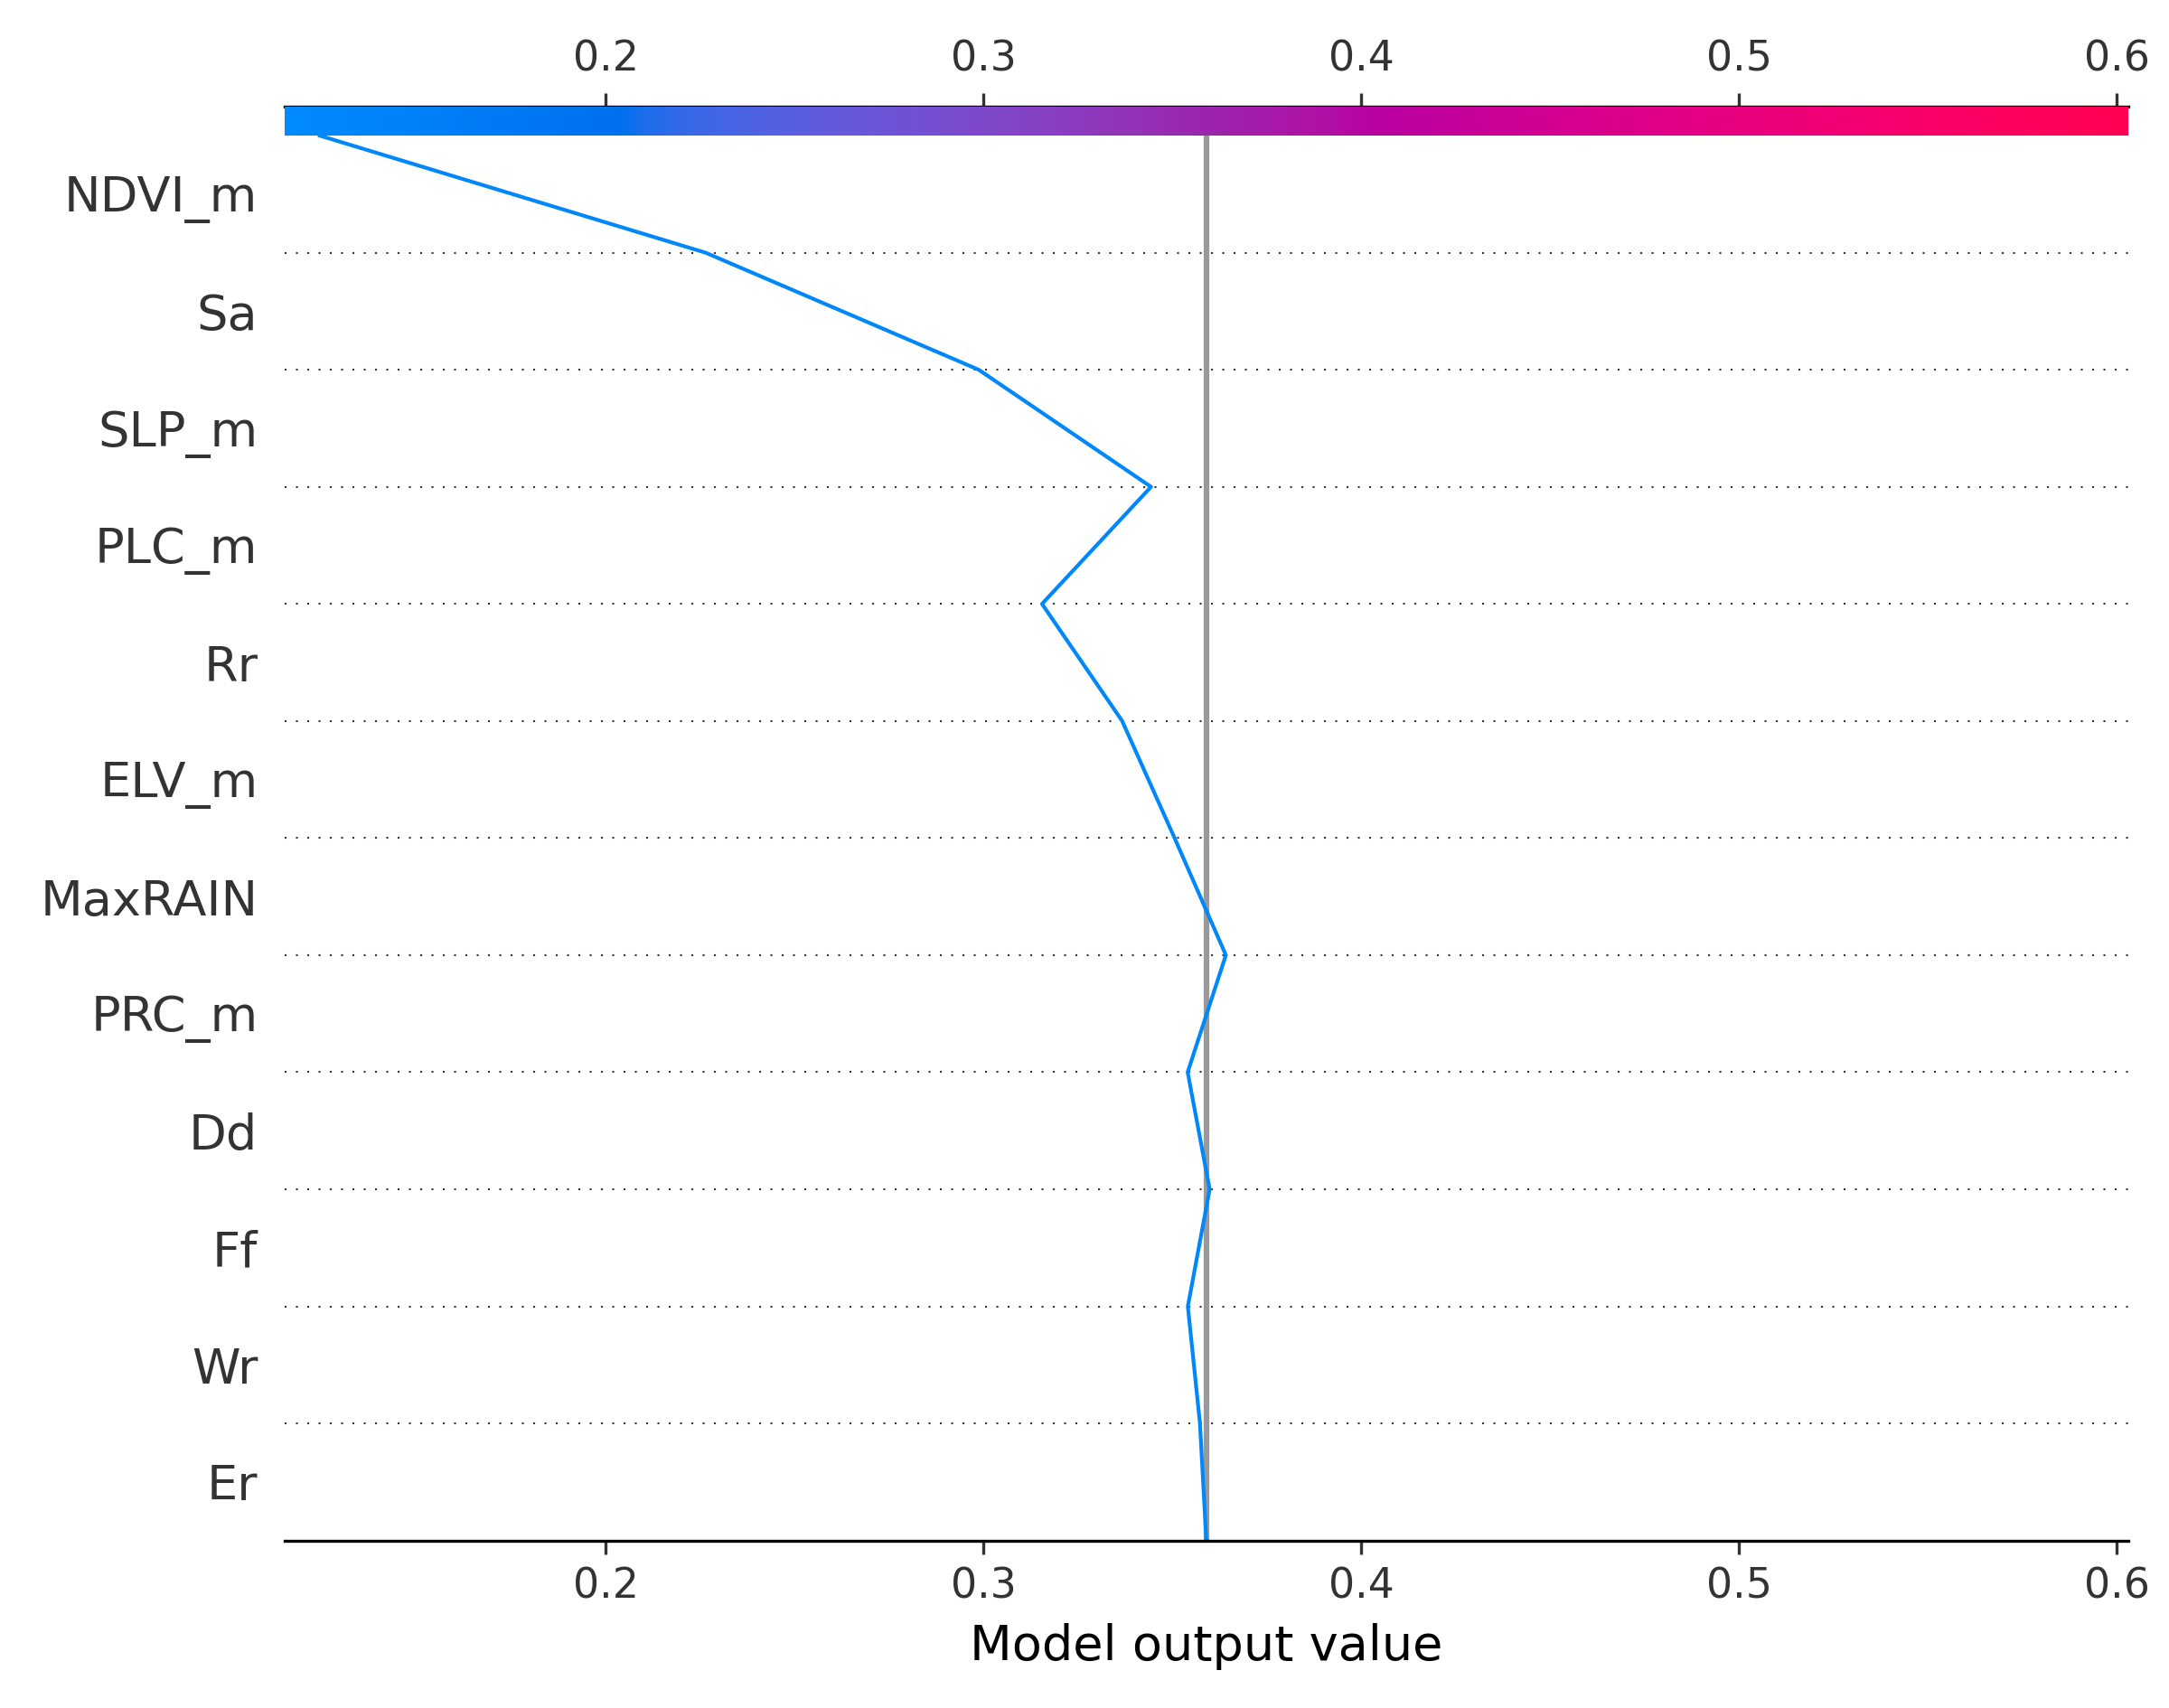 0.2 0.3 0.4 0.5 0.6
NDVI_m
Sa
SLP_m
PLC_m
Rr
ELV_m
MaxRAIN
PRC_m
Dd
Ff
Wr
Er
0.2 0.3 0.4 0.5 0.6
Model output value